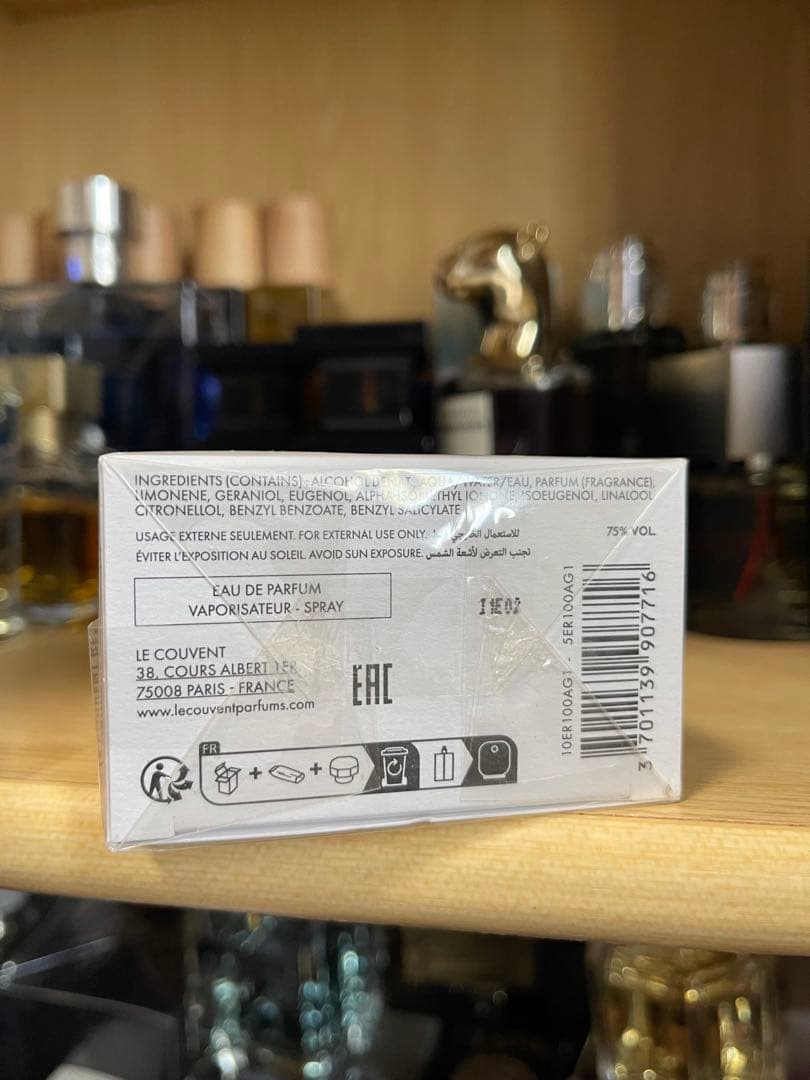 INGREDIENTS (CONTAINS): ALCOHOL DENAT., AQUA/WATER/EAU, PARFUM (FRAGRANCE),
LIMONENE, GERANIOL, EUGENOL, ALPHA-ISOMETHYL IONONE, ISOEUGENOL, LINALOOL
CITRONELLOL, BENZYL BENZOATE, BENZYL SALICYLATE
USAGE EXTERNE SEULEMENT. FOR EXTERNAL USE ONLY. للاستعمال الخارجي
75% VOL.
ÉVITER L'EXPOSITION AU SOLEIL. AVOID SUN EXPOSURE. تجنب التعرض لأشعة الشمس
EAU DE PARFUM
VAPORISATEUR - SPRAY
I1E02
LE COUVENT
38, COURS ALBERT 1ER
75008 PARIS - FRANCE
www.lecouventparfums.com
EAC
FR
10ER100AG1 - 5ER100AG1
3 701139 907716